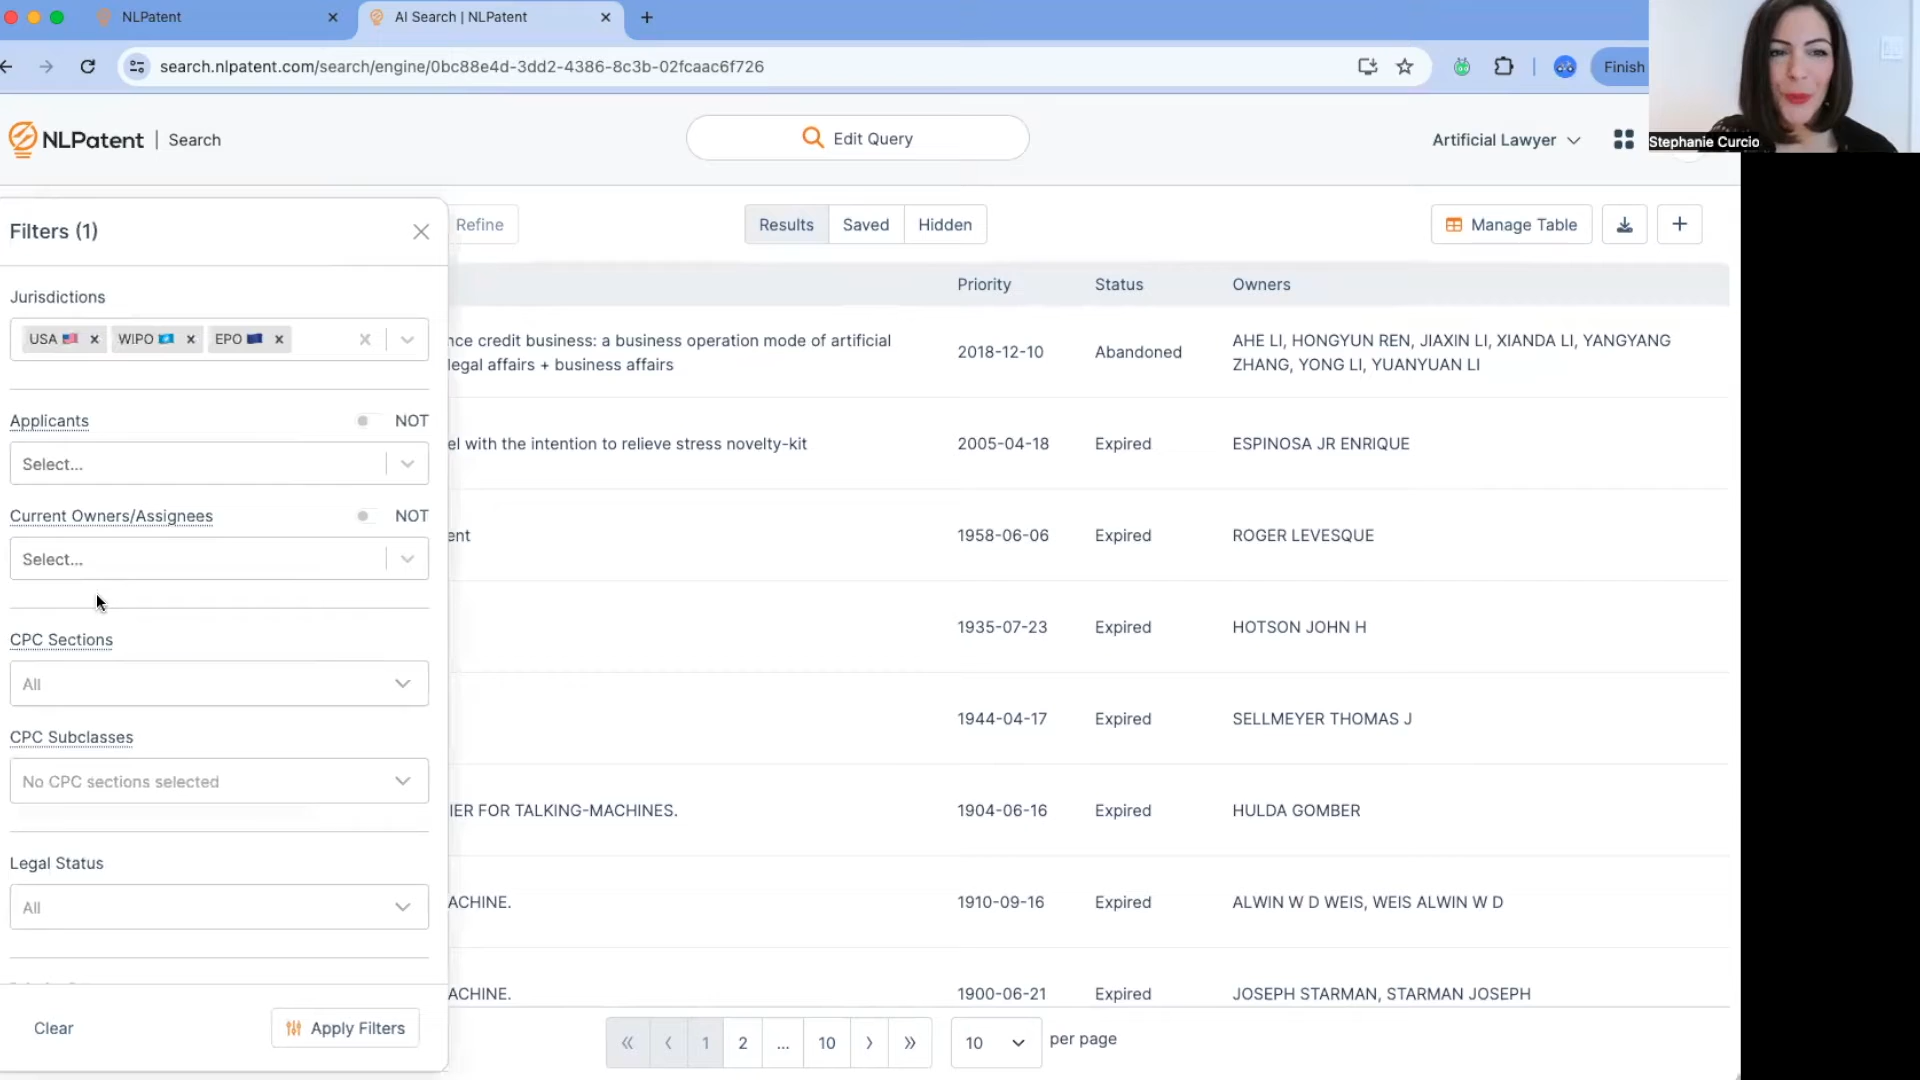 NLPatent
AI Search | NLPatent
search.nlpatent.com/search/engine/0bc88e4d-3dd2-4386-8c3b-02fcaac6f726
Finish
NLPatent | Search
Edit Query
Artificial Lawyer
Stephanie Curcio
Filters (1)
Refine
Results
Saved
Hidden
Manage Table
Jurisdictions
USA
WIPO
EPO
Applicants
NOT
Select...
Current Owners/Assignees
NOT
Select...
CPC Sections
All
CPC Subclasses
No CPC sections selected
Legal Status
All
Clear
Apply Filters
Priority
Status
Owners
nce credit business: a business operation mode of artificial
legal affairs + business affairs
2018-12-10
Abandoned
AHE LI, HONGYUN REN, JIAXIN LI, XIANDA LI, YANGYANG
ZHANG, YONG LI, YUANYUAN LI
el with the intention to relieve stress novelty-kit
2005-04-18
Expired
ESPINOSA JR ENRIQUE
ent
1958-06-06
Expired
ROGER LEVESQUE
1935-07-23
Expired
HOTSON JOHN H
1944-04-17
Expired
SELLMEYER THOMAS J
IER FOR TALKING-MACHINES.
1904-06-16
Expired
HULDA GOMBER
ACHINE.
1910-09-16
Expired
ALWIN W D WEIS, WEIS ALWIN W D
ACHINE.
1900-06-21
Expired
JOSEPH STARMAN, STARMAN JOSEPH
« ‹ 1 2 ... 10 › »
10
per page